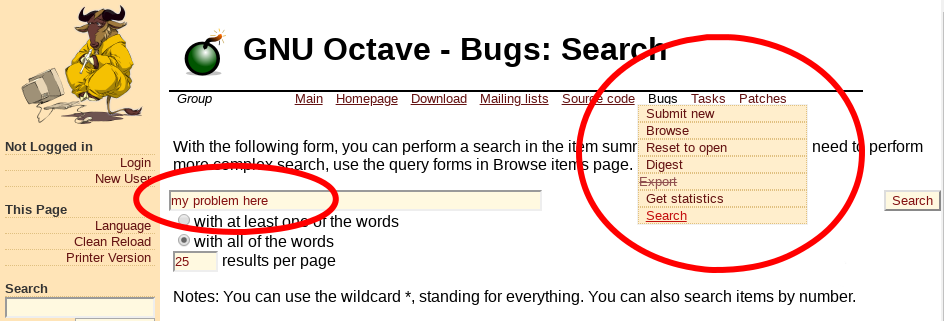 GNU Octave - Bugs: Search
Group Main Homepage Download Mailing lists Source code Bugs Tasks Patches
Not Logged in
Login
New User
This Page
Language
Clean Reload
Printer Version
Search
Submit new
Browse
Reset to open
Digest
Export
Get statistics
Search
With the following form, you can perform a search in the item summ need to perform
more complex search, use the query forms in Browse items page.
my problem here
Search
with at least one of the words
with all of the words
25 results per page
Notes: You can use the wildcard *, standing for everything. You can also search items by number.